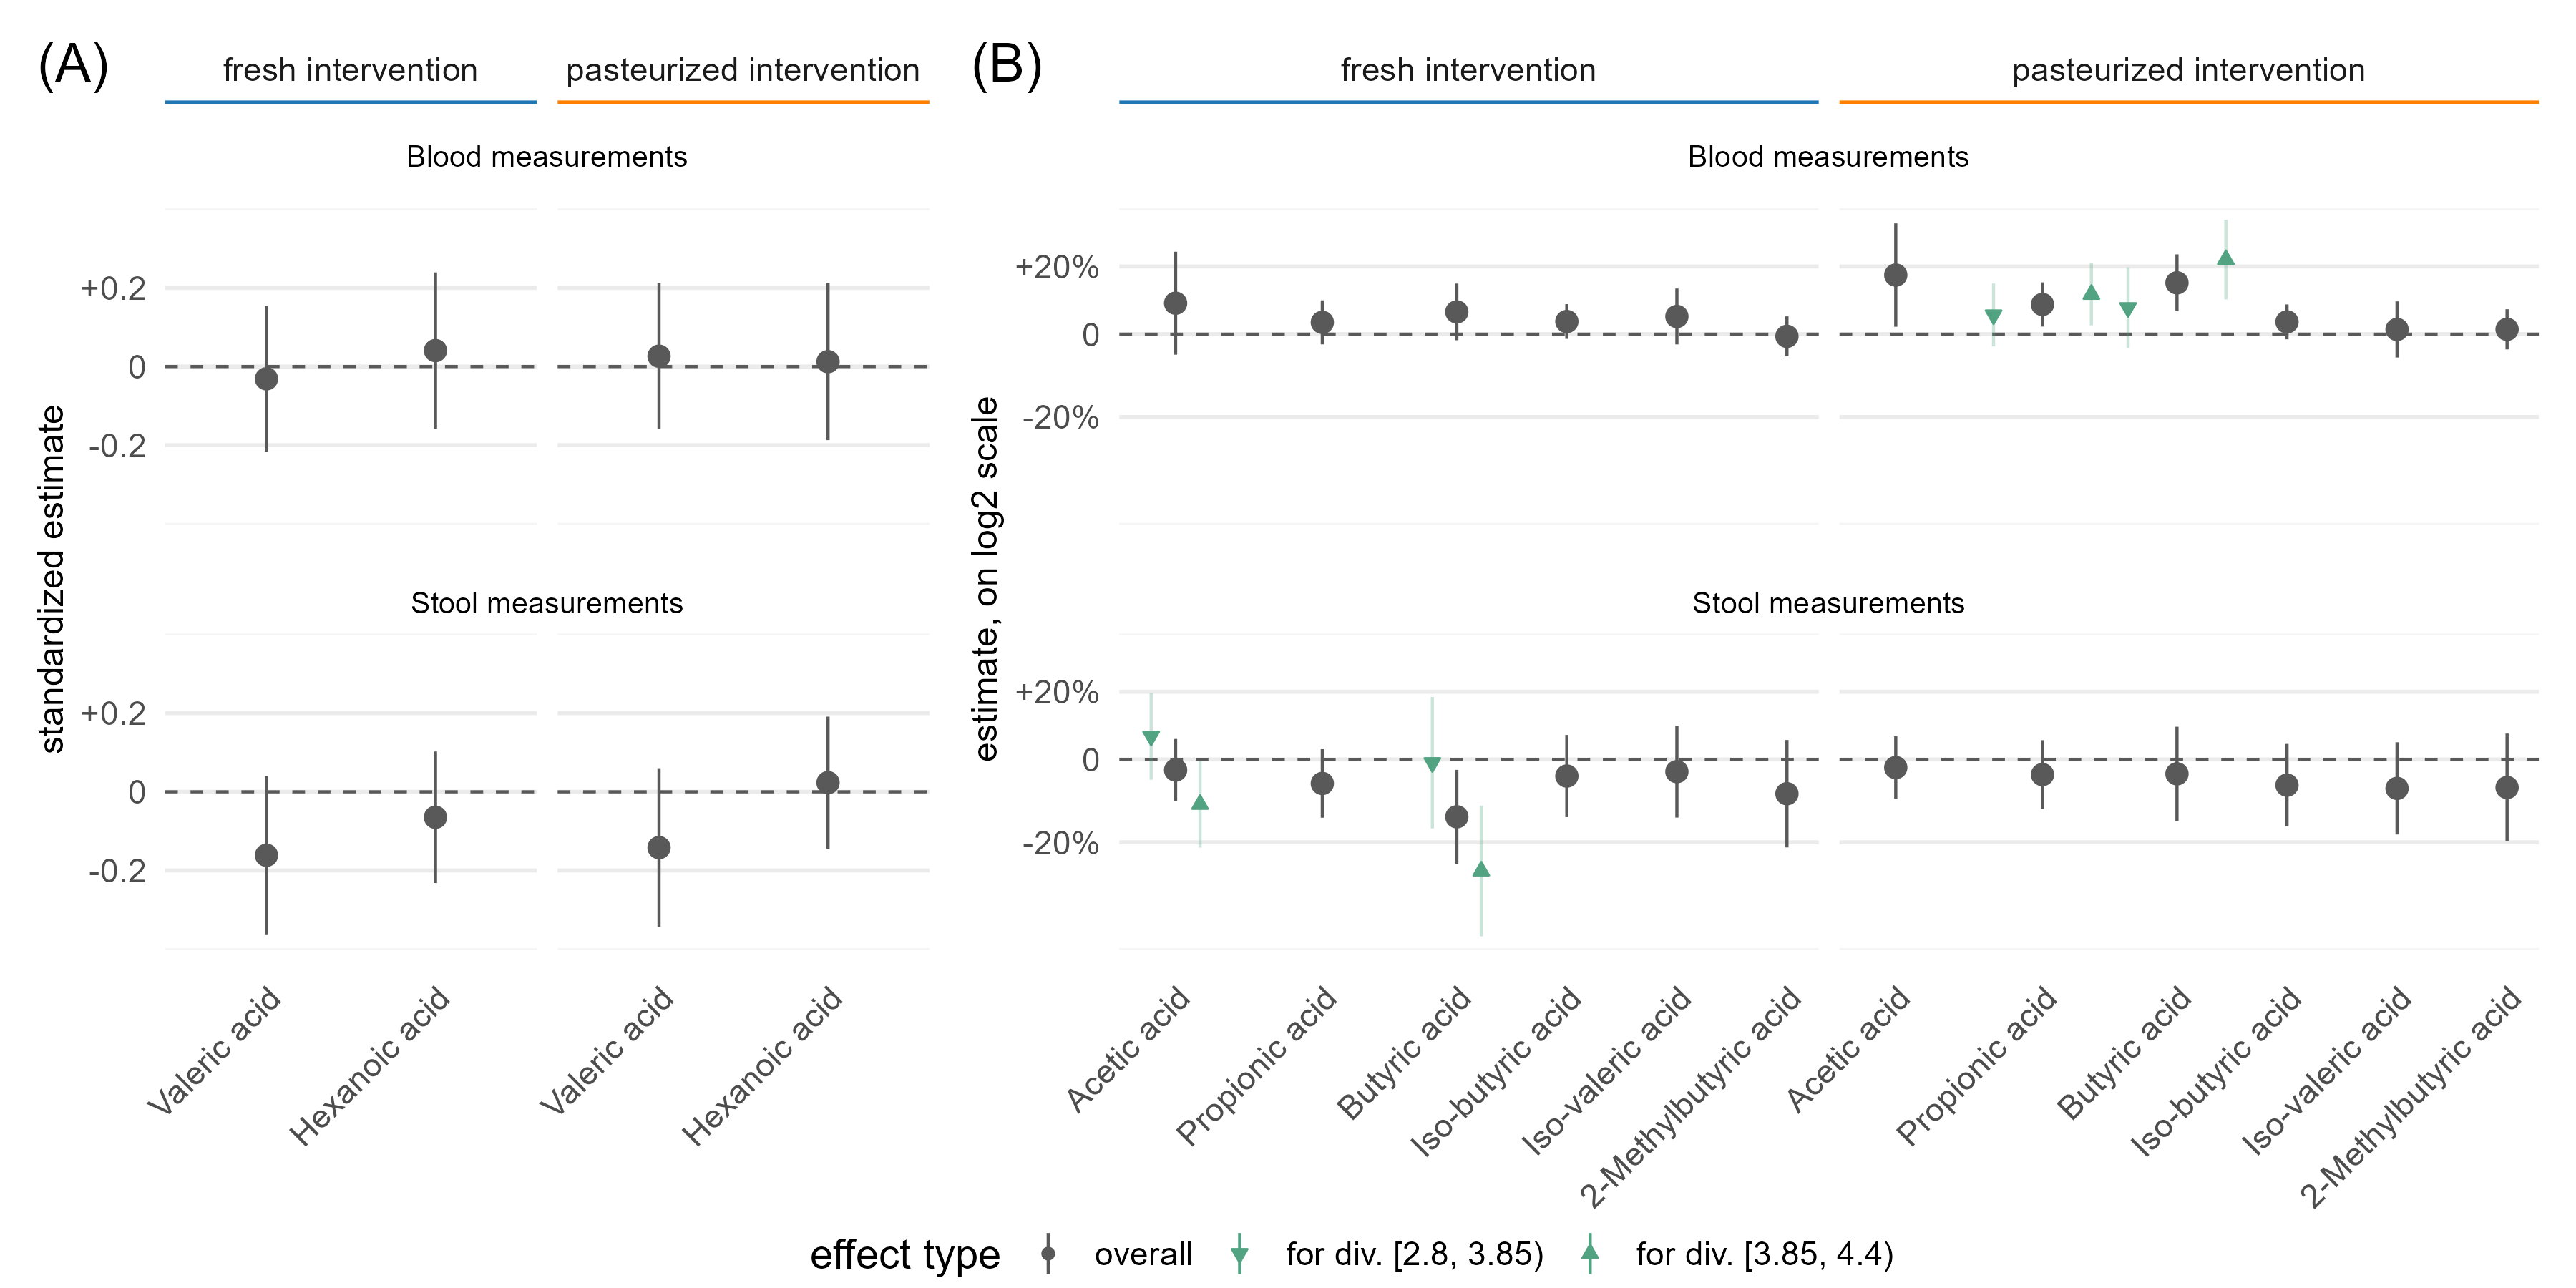 (A)
fresh intervention
pasteurized intervention
Blood measurements
standardized estimate
+0.2
0
-0.2
Stool measurements
+0.2
0
-0.2
Valeric acid
Hexanoic acid
Valeric acid
Hexanoic acid
(B)
fresh intervention
pasteurized intervention
Blood measurements
estimate, on log2 scale
+20%
0
-20%
Stool measurements
+20%
0
-20%
Acetic acid
Propionic acid
Butyric acid
Iso-butyric acid
Iso-valeric acid
2-Methylbutyric acid
Acetic acid
Propionic acid
Butyric acid
Iso-butyric acid
Iso-valeric acid
2-Methylbutyric acid
effect type overall for div. [2.8, 3.85) for div. [3.85, 4.4)